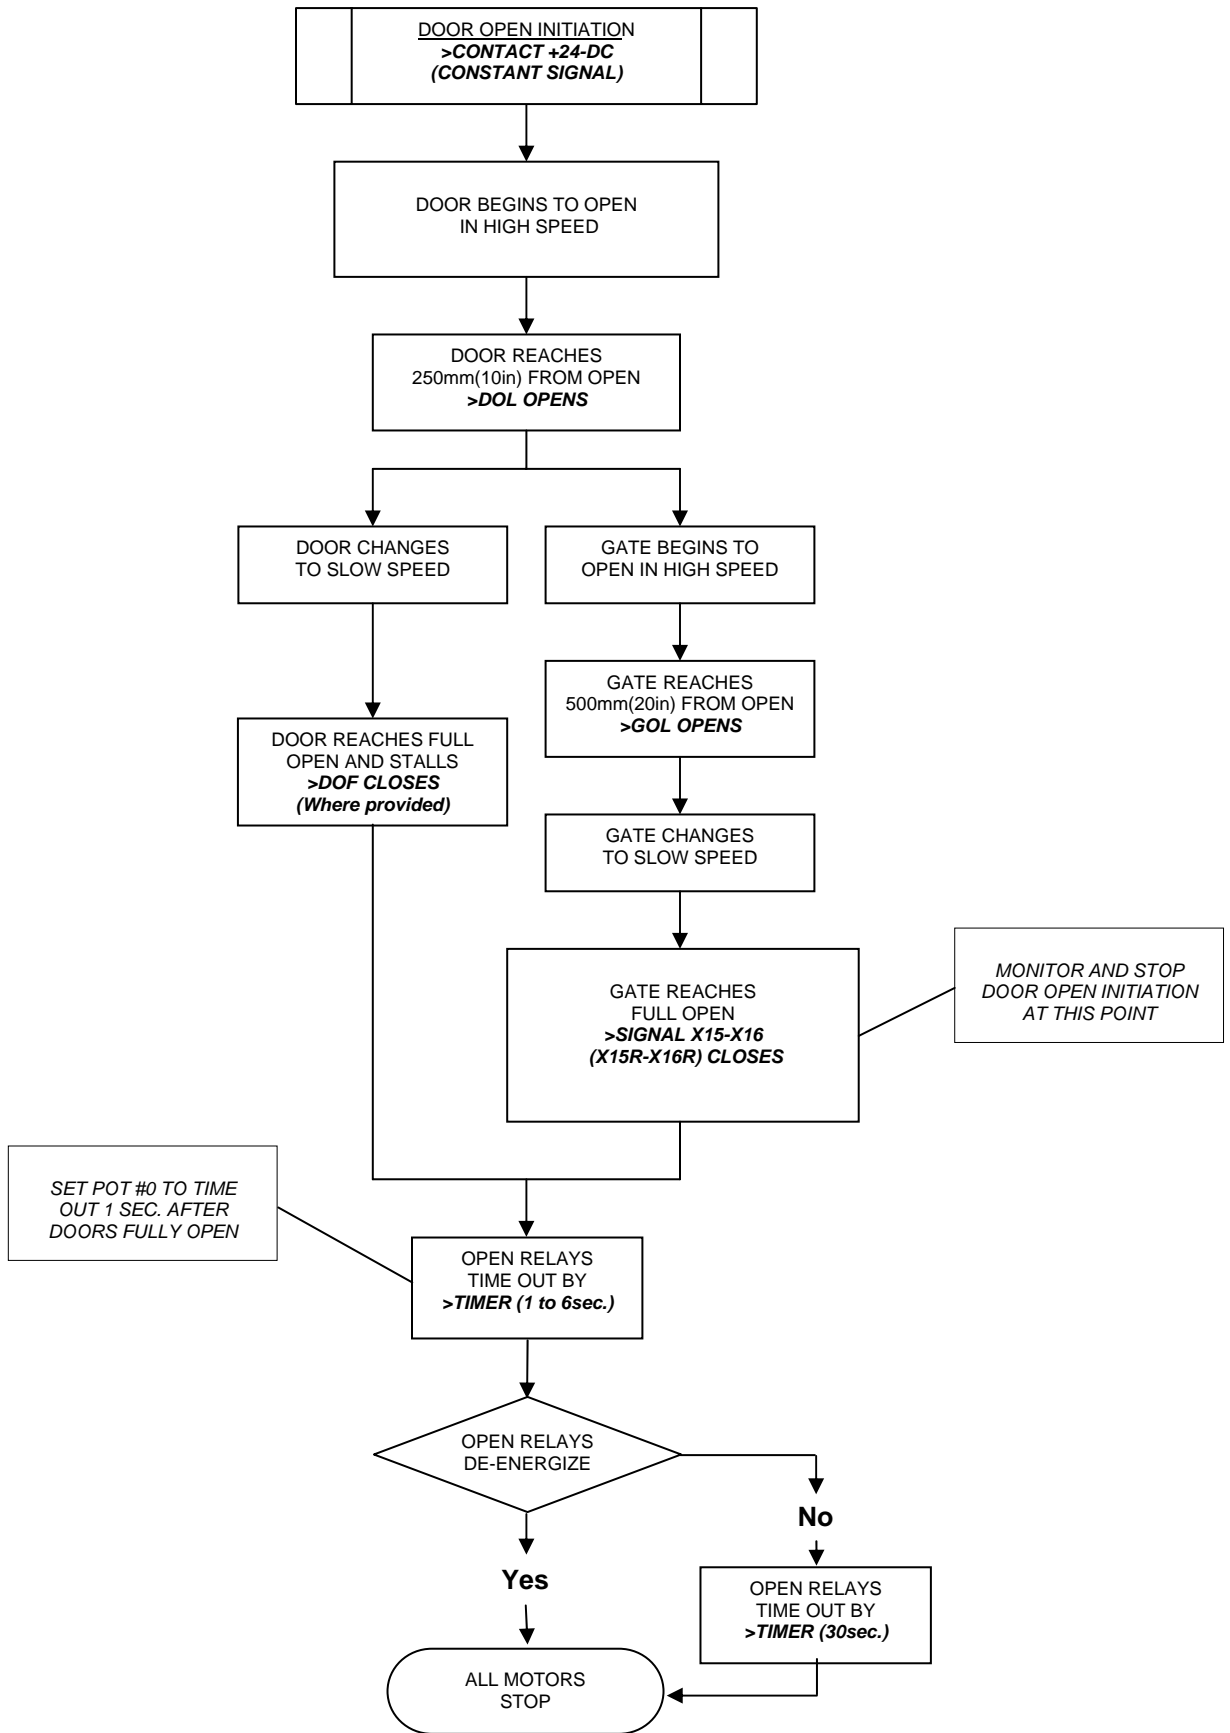 DOOR OPEN INITIATION
>CONTACT +24-DC
(CONSTANT SIGNAL)
DOOR BEGINS TO OPEN
IN HIGH SPEED
DOOR REACHES
250mm(10in) FROM OPEN
>DOL OPENS
DOOR CHANGES
TO SLOW SPEED
GATE BEGINS TO
OPEN IN HIGH SPEED
GATE REACHES
500mm(20in) FROM OPEN
>GOL OPENS
DOOR REACHES FULL
OPEN AND STALLS
>DOF CLOSES
(Where provided)
GATE CHANGES
TO SLOW SPEED
GATE REACHES
FULL OPEN
>SIGNAL X15-X16
(X15R-X16R) CLOSES
MONITOR AND STOP
DOOR OPEN INITIATION
AT THIS POINT
SET POT #0 TO TIME
OUT 1 SEC. AFTER
DOORS FULLY OPEN
OPEN RELAYS
TIME OUT BY
>TIMER (1 to 6sec.)
OPEN RELAYS
DE-ENERGIZE
No
Yes
OPEN RELAYS
TIME OUT BY
>TIMER (30sec.)
ALL MOTORS
STOP